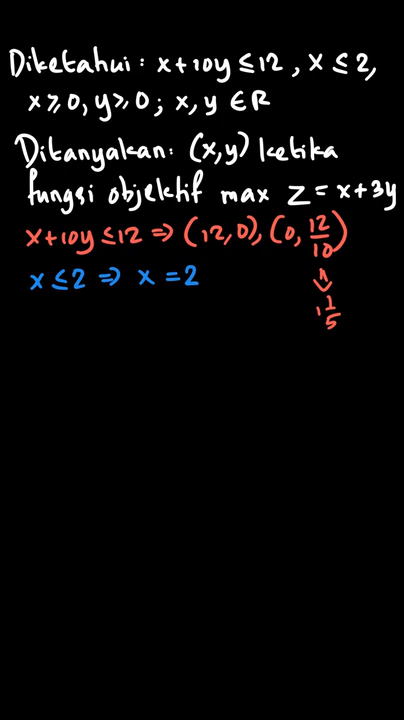 Diketahui: x+10y ≤ 12, x ≤ 2,
x ≥ 0, y ≥ 0; x, y ∈ R
Ditanyakan: (x,y) ketika
fungsi objektif max Z = x+3y
x+10y ≤ 12 ⇒ (12,0), (0, 12/10)
x ≤ 2 ⇒ x = 2
1 1/5